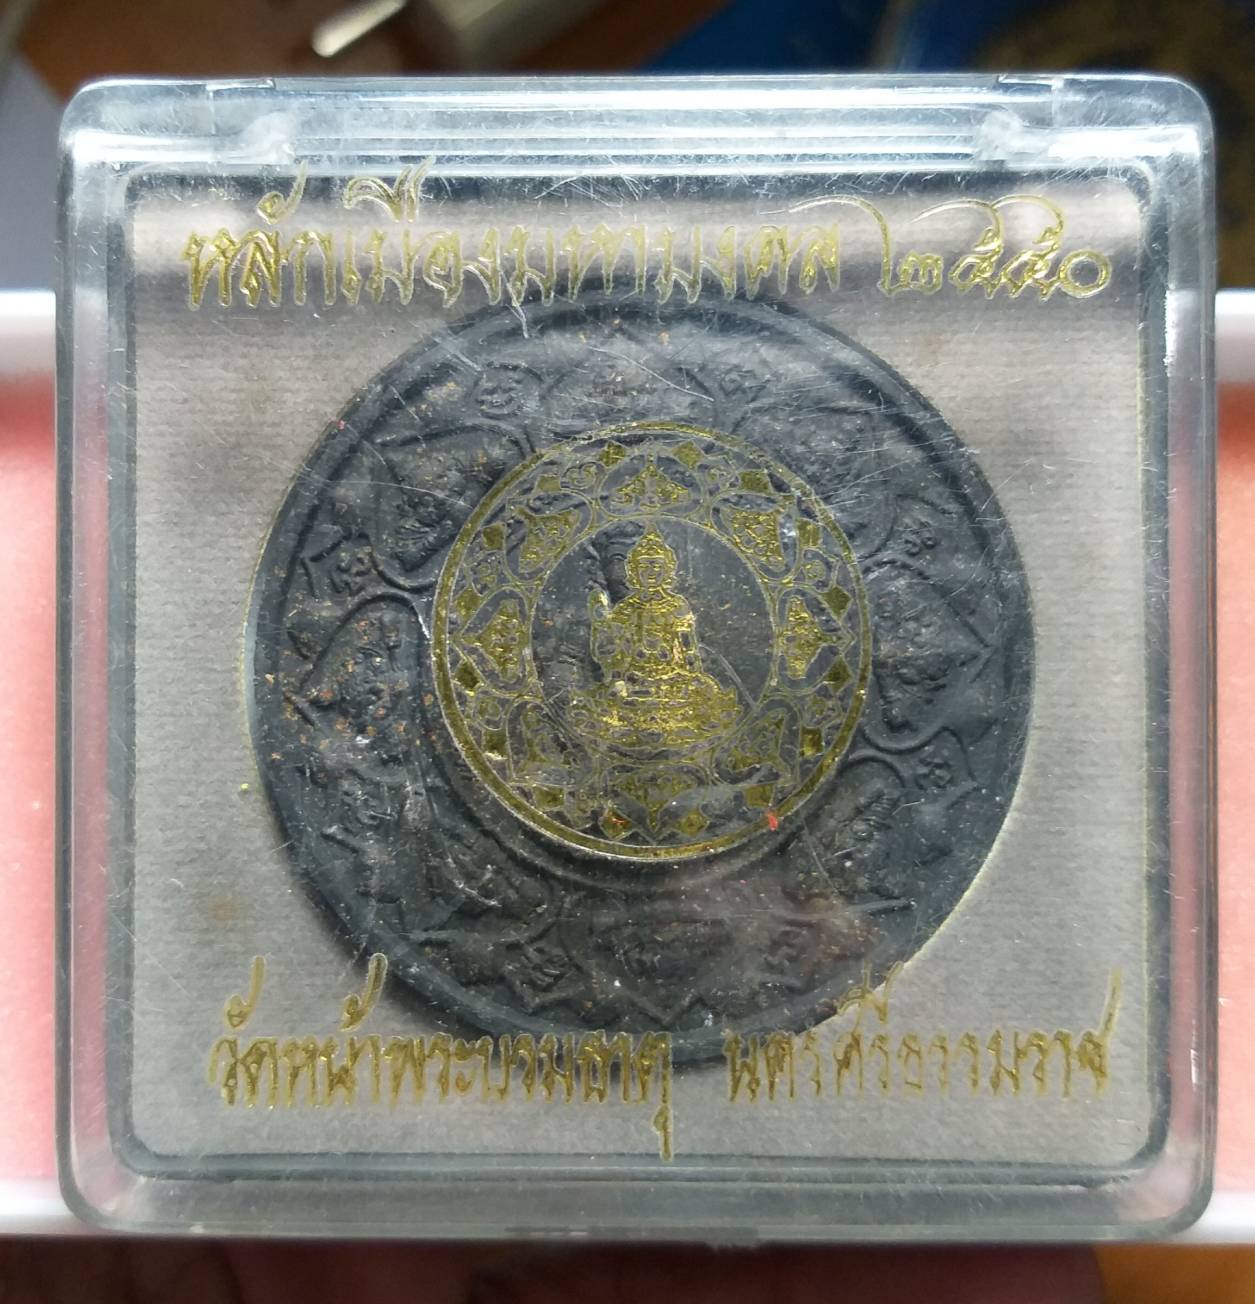 หลักเมืองมหามงคล ๒๕๕๐
วัดหน้าพระบรมธาตุ นครศรีธรรมราช